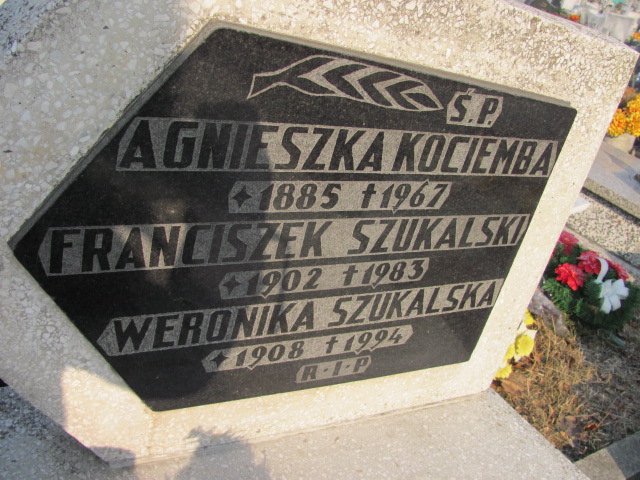 Ś.P.
AGNIESZKA KOCIEMBA
1885 †1967
FRANCISZEK SZUKALSKI
1902 †1983
WERONIKA SZUKALSKA
1908 †1994
R·I·P